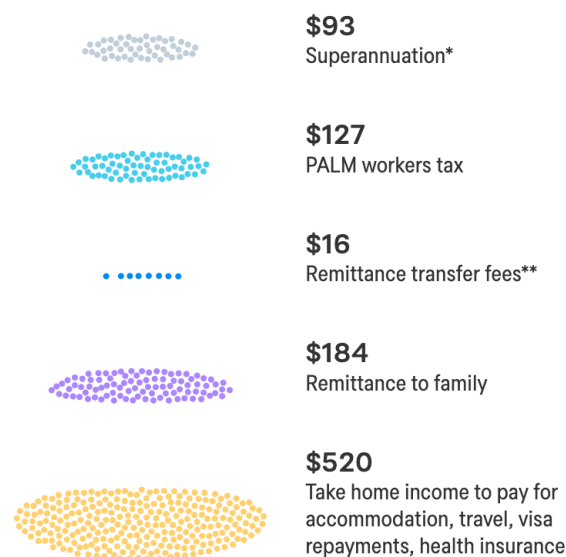 $93
Superannuation*
$127
PALM workers tax
$16
Remittance transfer fees**
$184
Remittance to family
$520
Take home income to pay for
accommodation, travel, visa
repayments, health insurance